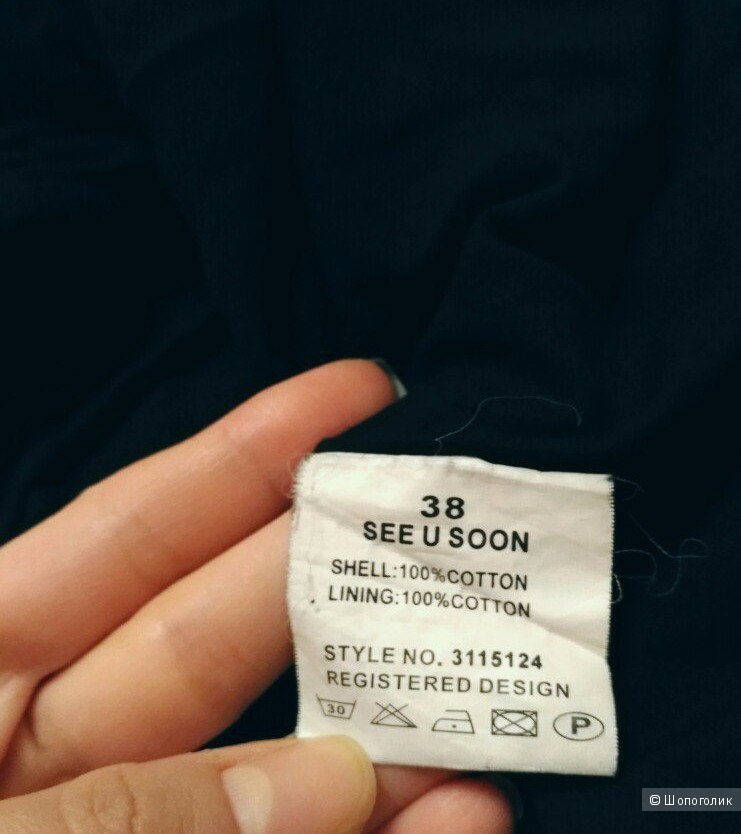 38
SEE U SOON
SHELL:100%COTTON
LINING:100%COTTON
STYLE NO. 3115124
REGISTERED DESIGN
30
P
© Шопоголик